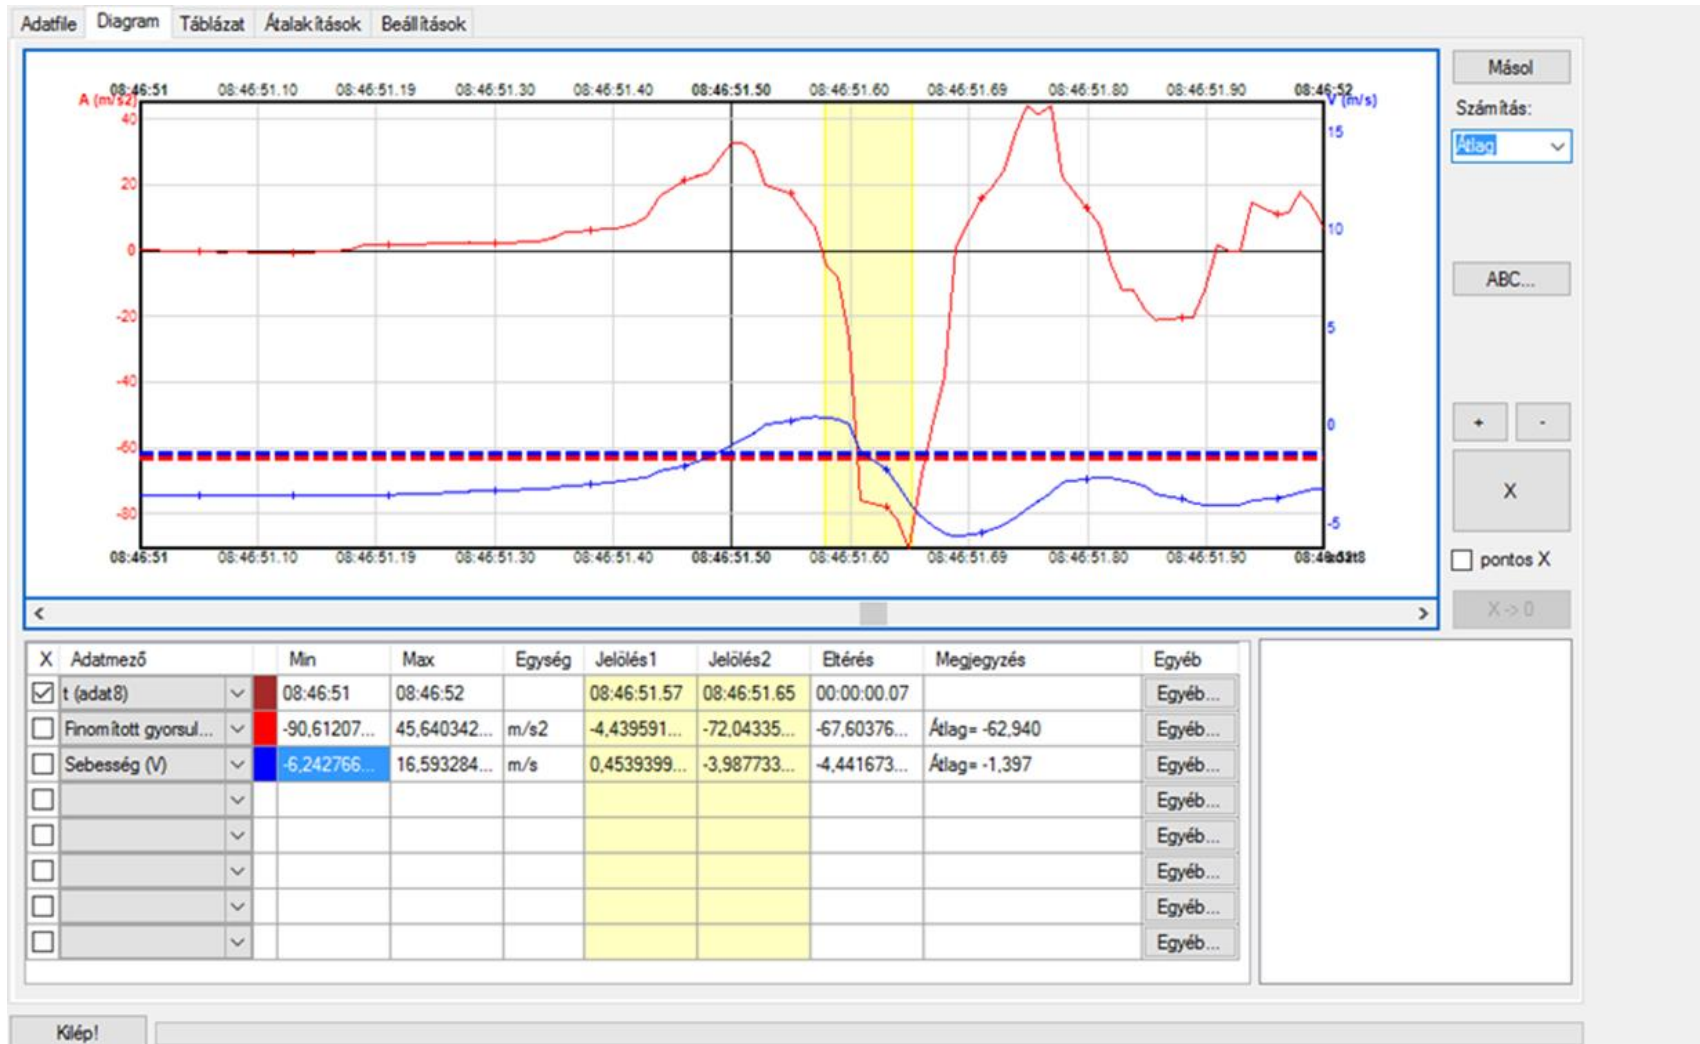 Adatfile Diagram Táblázat Átalakítások Beállítások
Másol
Számítás:
Átlag
ABC...
+ -
X
pontos X
X -> 0
08:46:51 08:46:51.10 08:46:51.19 08:46:51.30 08:46:51.40 08:46:51.50 08:46:51.60 08:46:51.69 08:46:51.80 08:46:51.90 08:46:52
A (m/s2) V (m/s)
40
20
0
-20
-40
-60
-80
15
10
5
0
-5
08:46:51 08:46:51.10 08:46:51.19 08:46:51.30 08:46:51.40 08:46:51.50 08:46:51.60 08:46:51.69 08:46:51.80 08:46:51.90
< >
X Adatmező Min Max Egység Jelölés1 Jelölés2 Eltérés Megjegyzés Egyéb
t (adat8) 08:46:51 08:46:52 08:46:51.57 08:46:51.65 00:00:00.07 Egyéb...
Finomított gyorsul... -90,61207... 45,640342... m/s2 -4,439591... -72,04335... -67,60376... Átlag= -62,940 Egyéb...
Sebesség (V) -6,242766... 16,593284... m/s 0,4539399... -3,987733... -4,441673... Átlag= -1,397 Egyéb...
Egyéb...
Egyéb...
Egyéb...
Egyéb...
Egyéb...
Kilép!